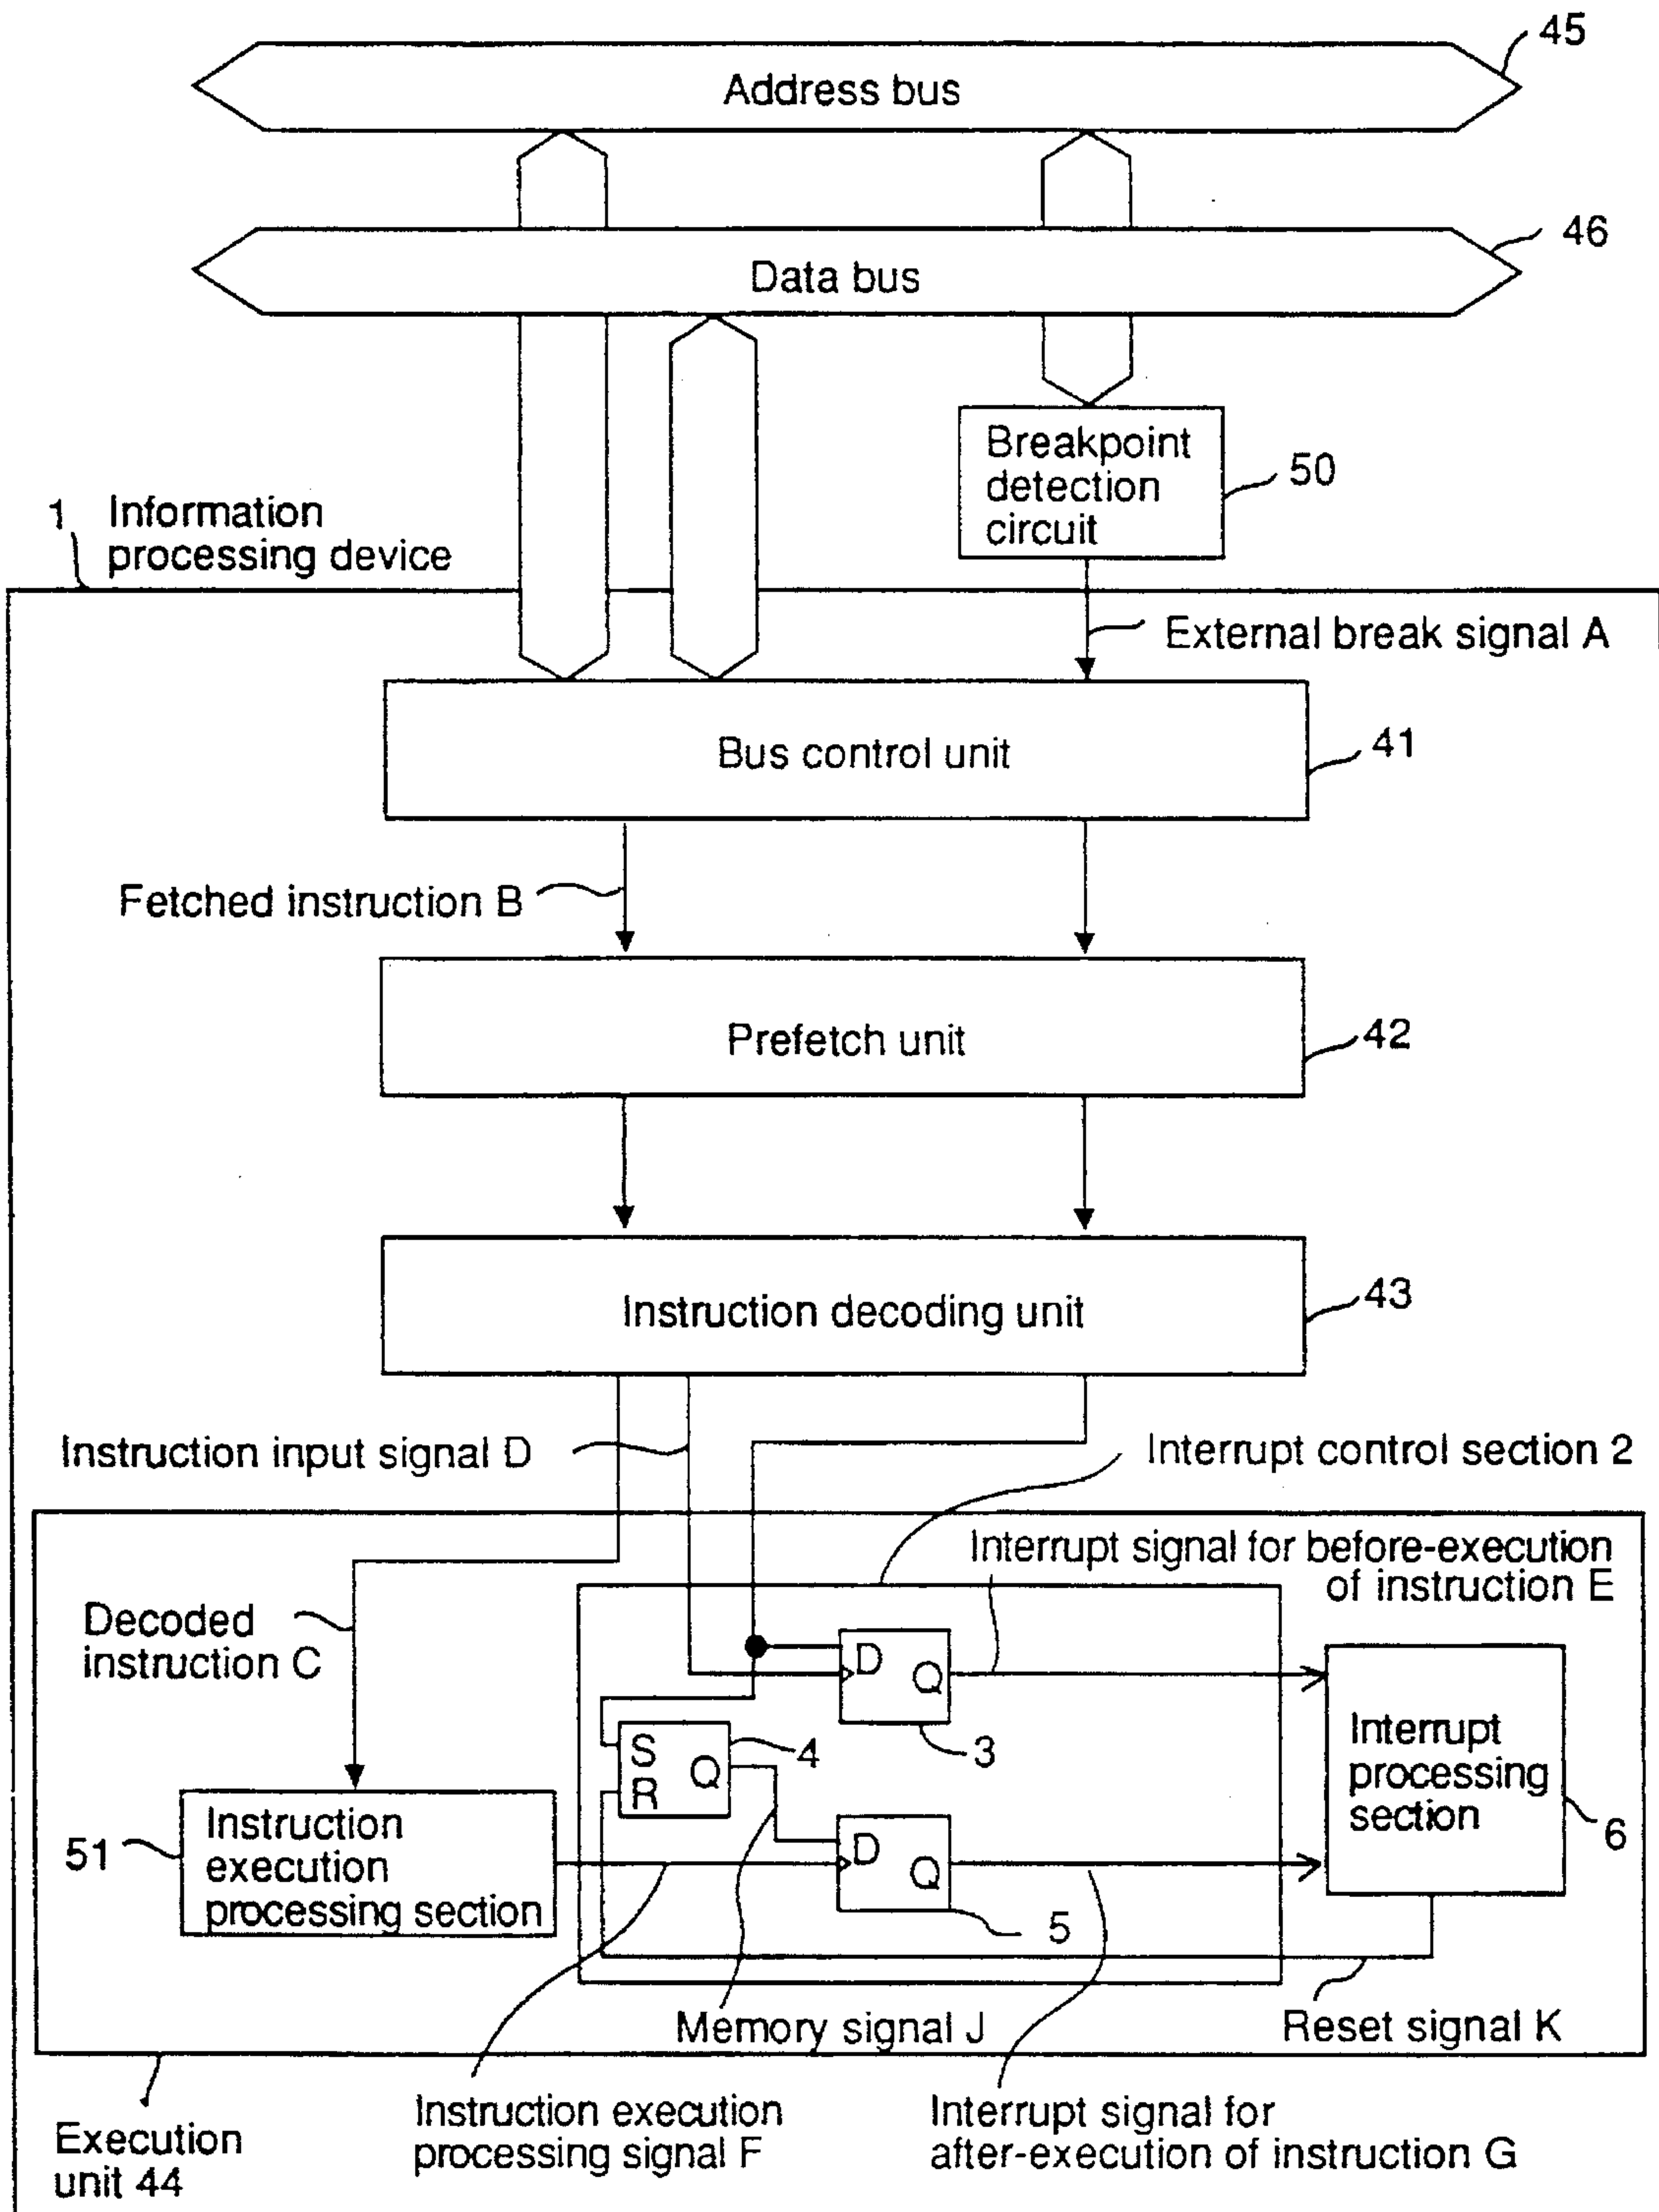 45
Address bus
46
Data bus
Breakpoint
detection
circuit
50
1
Information
processing device
External break signal A
Bus control unit
41
Fetched instruction B
Prefetch unit
42
Instruction decoding unit
43
Instruction input signal D
Interrupt control section 2
Interrupt signal for before-execution
of instruction E
Decoded
instruction C
D
Q
3
S
R
Q
4
Interrupt
processing
section
6
51
Instruction
execution
processing section
D
Q
5
Memory signal J
Reset signal K
Instruction execution
processing signal F
Interrupt signal for
after-execution of instruction G
Execution
unit 44